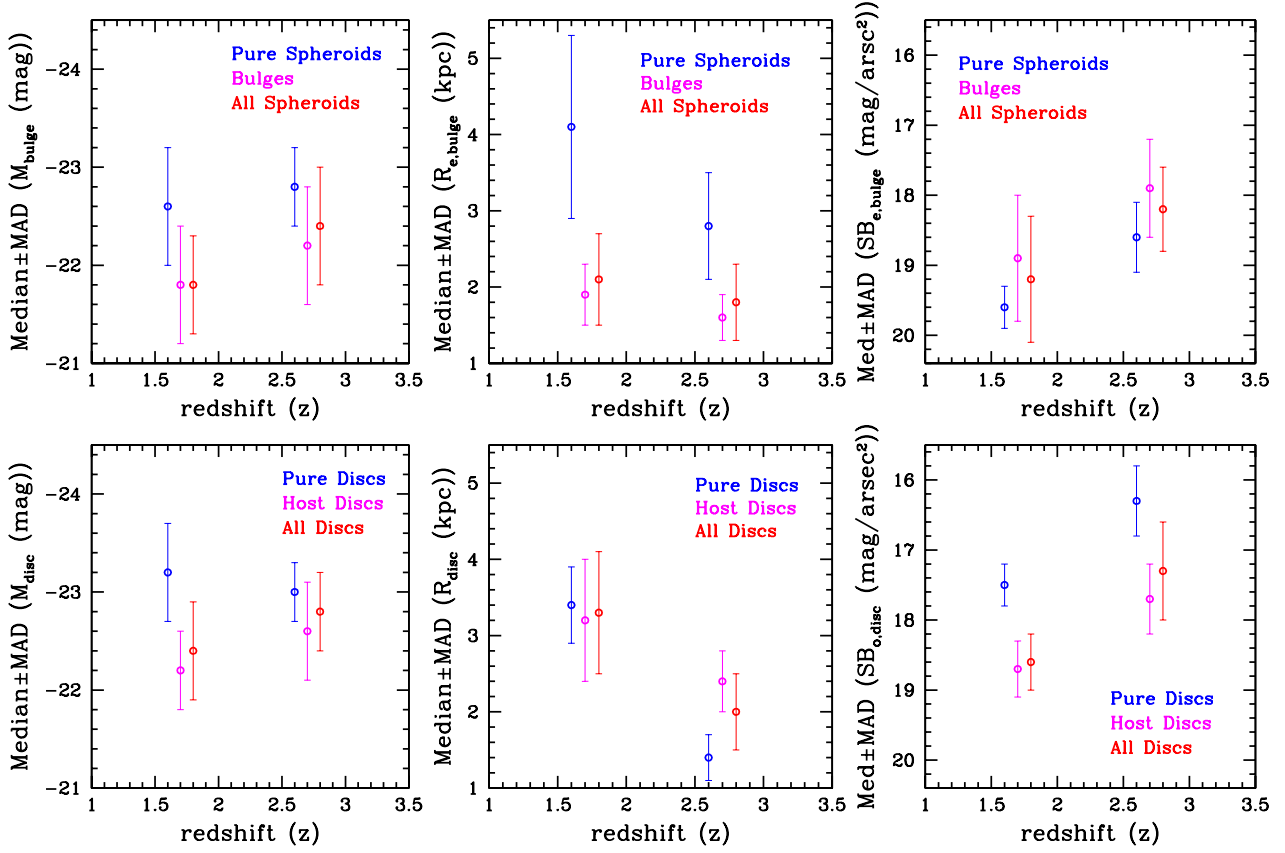 Median±MAD (M_bulge (mag))
-24
-23
-22
-21
Pure Spheroids
Bulges
All Spheroids
1 1.5 2 2.5 3 3.5
redshift (z)
Median±MAD (R_e,bulge (kpc))
5
4
3
2
1
Pure Spheroids
Bulges
All Spheroids
1 1.5 2 2.5 3 3.5
redshift (z)
Med±MAD (SB_e,bulge (mag/arsc²))
16
17
18
19
20
Pure Spheroids
Bulges
All Spheroids
1 1.5 2 2.5 3 3.5
redshift (z)
Median±MAD (M_disc (mag))
-24
-23
-22
-21
Pure Discs
Host Discs
All Discs
1 1.5 2 2.5 3 3.5
redshift (z)
Median±MAD (R_disc (kpc))
5
4
3
2
1
Pure Discs
Host Discs
All Discs
1 1.5 2 2.5 3 3.5
redshift (z)
Med±MAD (SB_o,disc (mag/arsec²))
16
17
18
19
20
Pure Discs
Host Discs
All Discs
1 1.5 2 2.5 3 3.5
redshift (z)